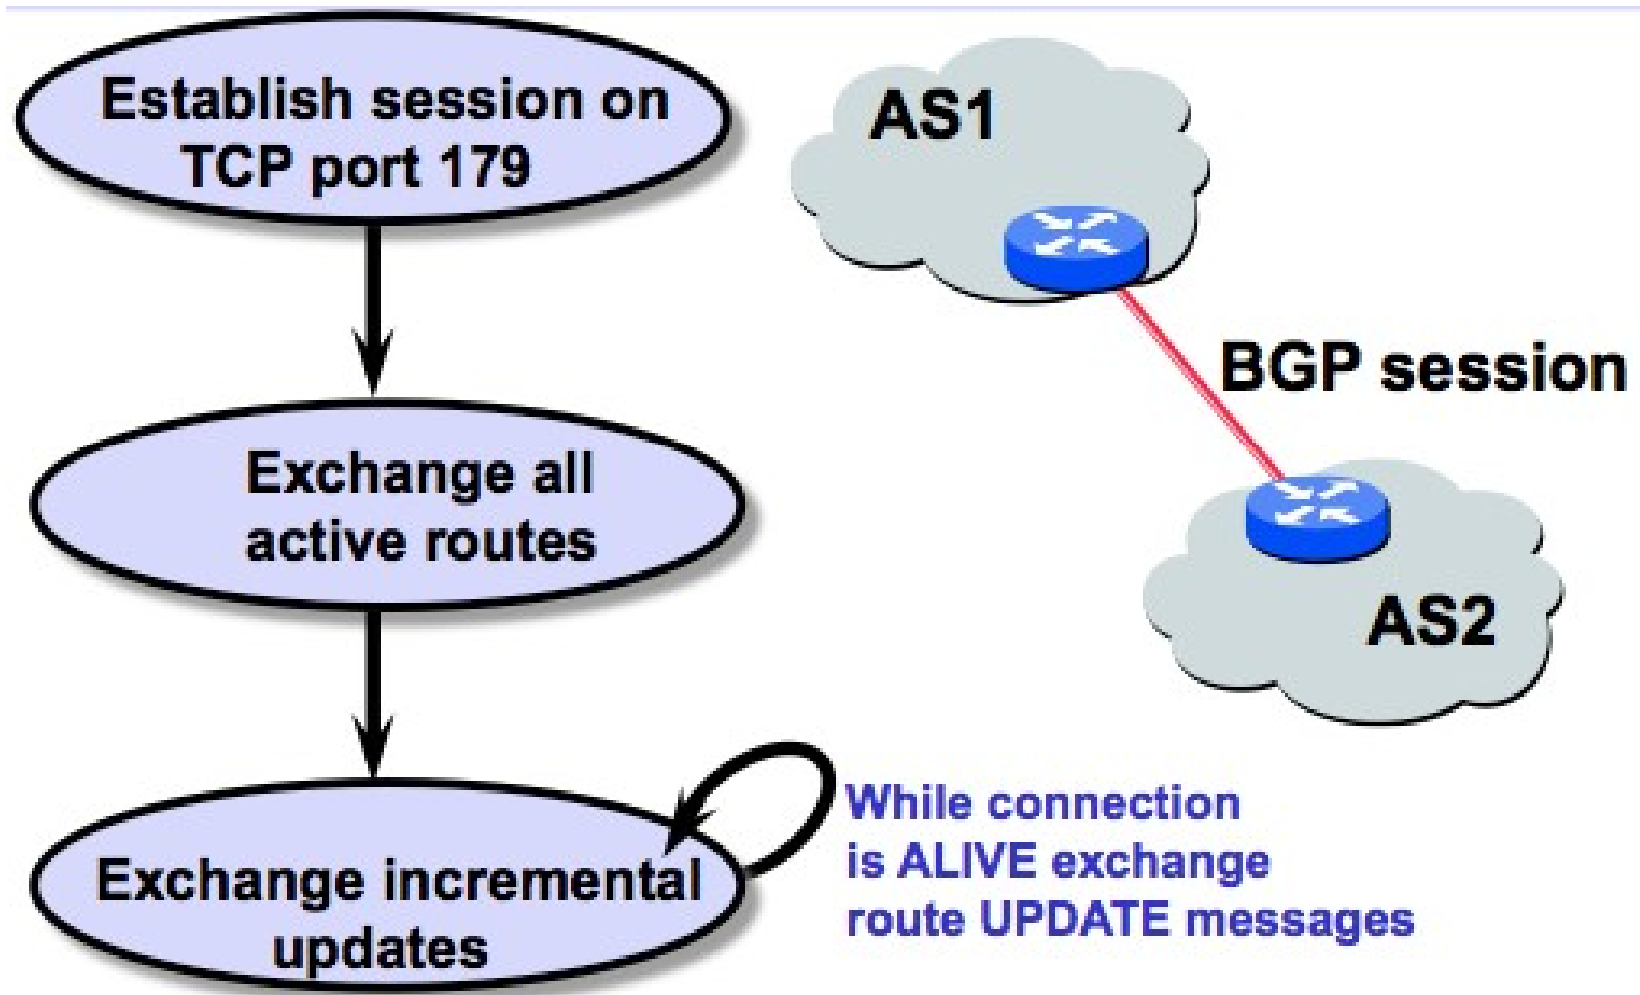 Establish session on
TCP port 179
AS1
BGP session
Exchange all
active routes
AS2
While connection
is ALIVE exchange
route UPDATE messages
Exchange incremental
updates